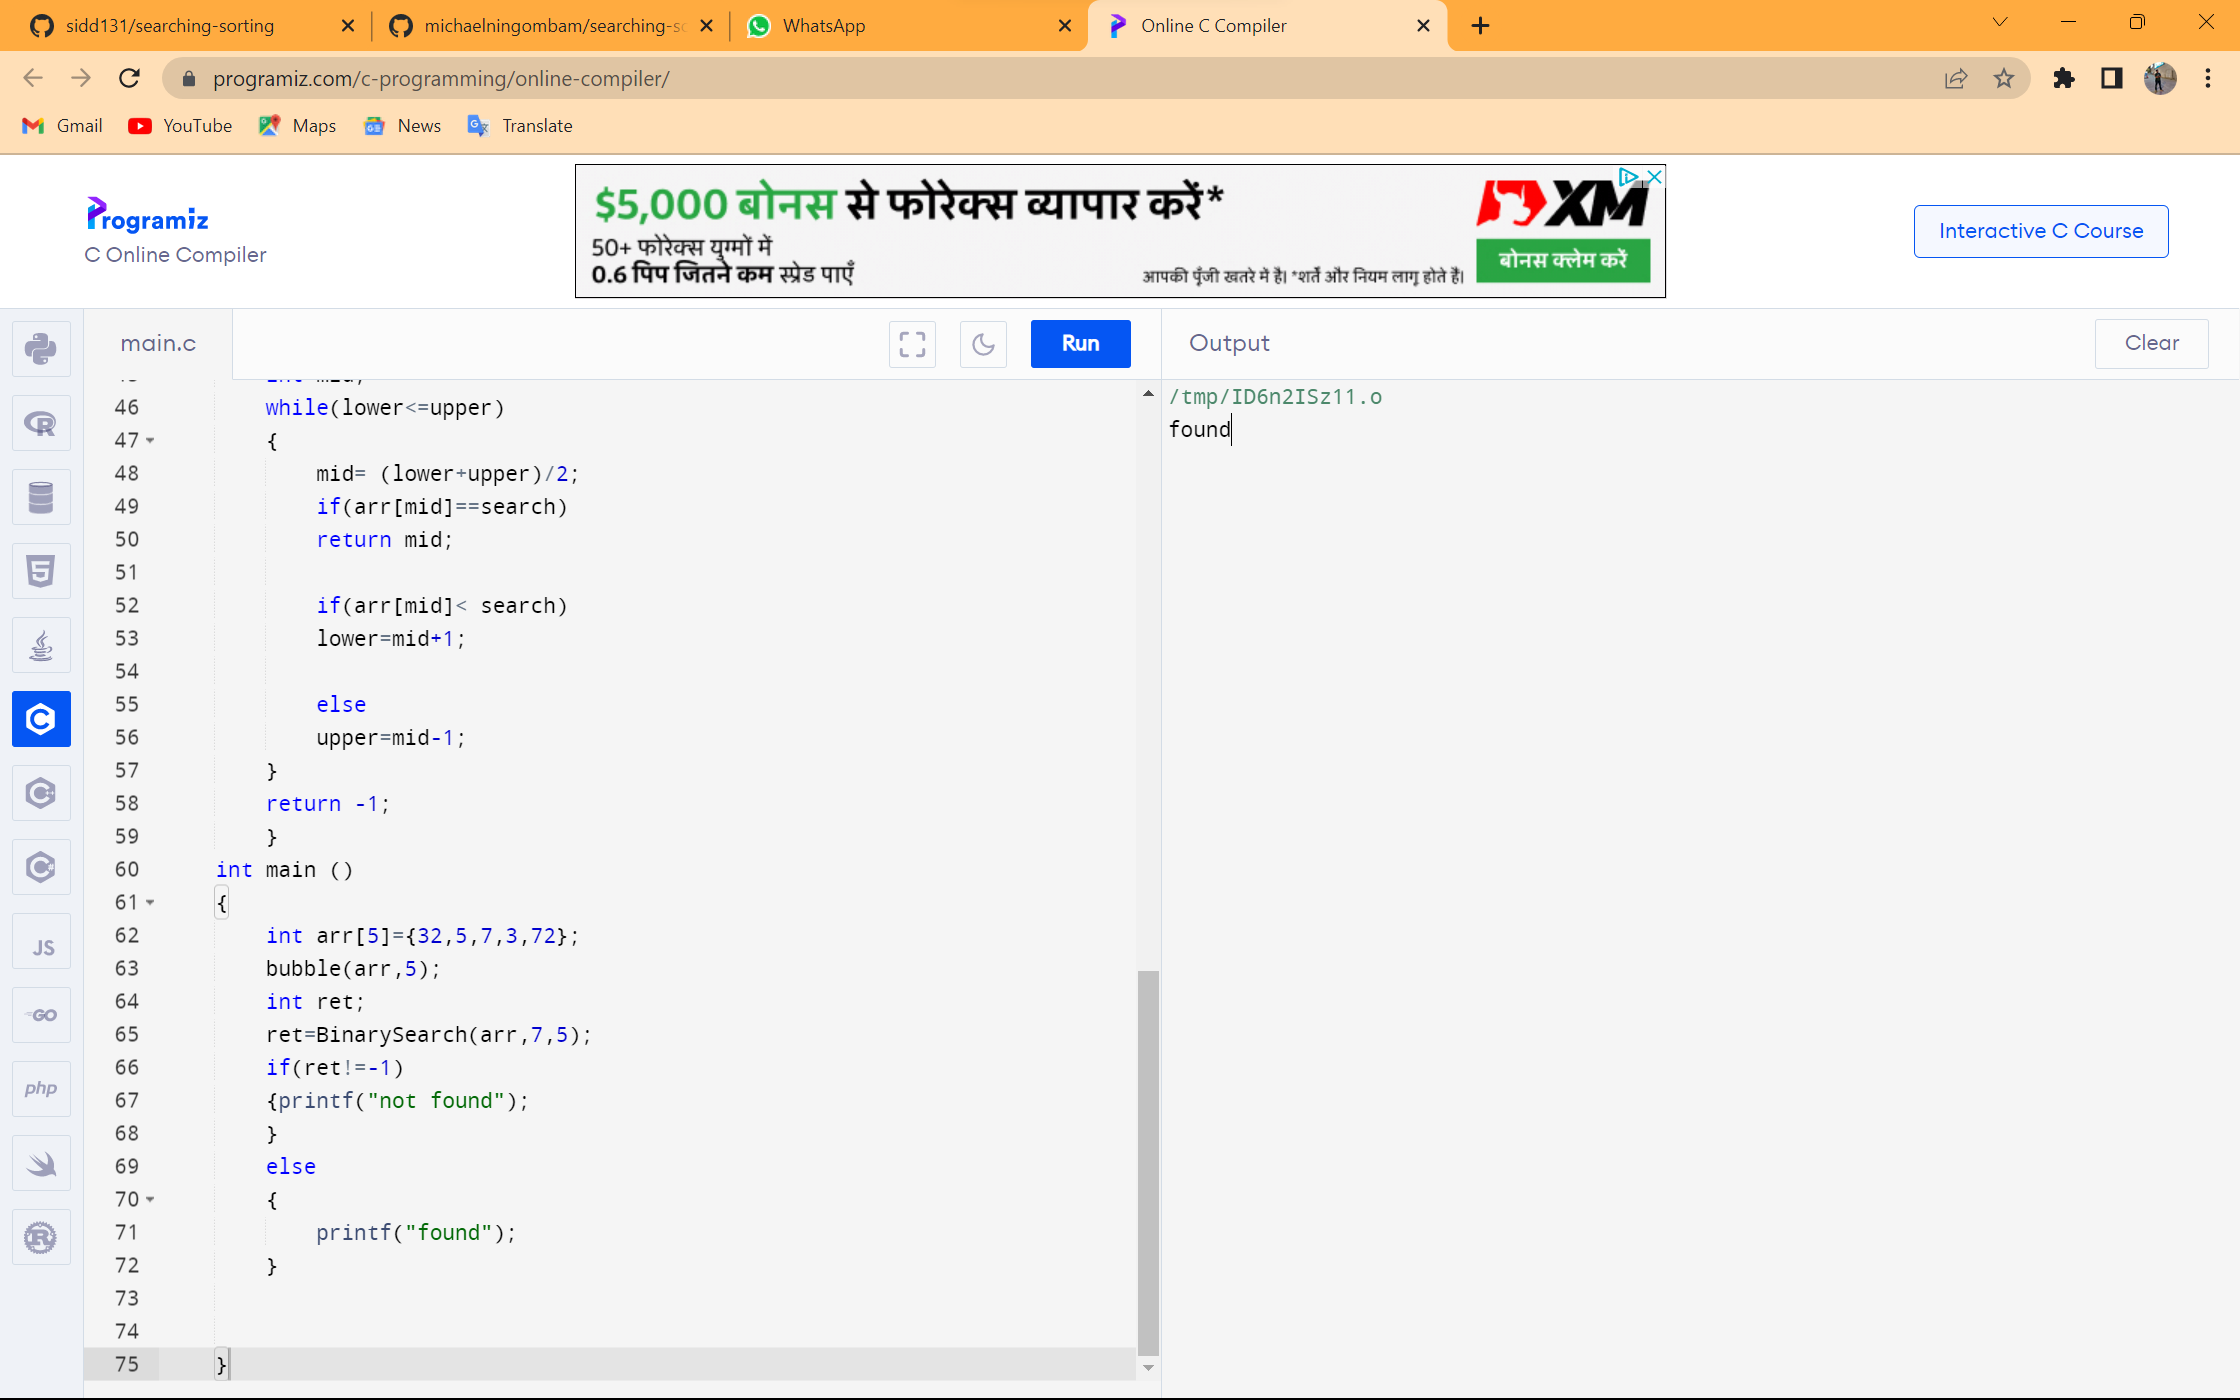 sidd131/searching-sorting
michaelningombam/searching-so
WhatsApp
Online C Compiler
programiz.com/c-programming/online-compiler/
Gmail
YouTube
Maps
News
Translate
Programiz
C Online Compiler
$5,000 बोनस से फोरेक्स व्यापार करें*
50+ फोरेक्स युग्मों में
0.6 पिप जितने कम स्प्रेड पाएँ
आपकी पूँजी खतरे में है। *शर्तें और नियम लागू होते हैं।
XM
बोनस क्लेम करें
Interactive C Course
main.c
Run
Output
Clear
int mid;
46 while(lower<=upper)
47 {
48 mid= (lower+upper)/2;
49 if(arr[mid]==search)
50 return mid;
51
52 if(arr[mid]< search)
53 lower=mid+1;
54
55 else
56 upper=mid-1;
57 }
58 return -1;
59 }
60 int main ()
61 {
62 int arr[5]={32,5,7,3,72};
63 bubble(arr,5);
64 int ret;
65 ret=BinarySearch(arr,7,5);
66 if(ret!=-1)
67 {printf("not found");
68 }
69 else
70 {
71 printf("found");
72 }
73
74
75 }
/tmp/ID6n2ISz11.o
found
R
5
C
C
C
JS
GO
php
R